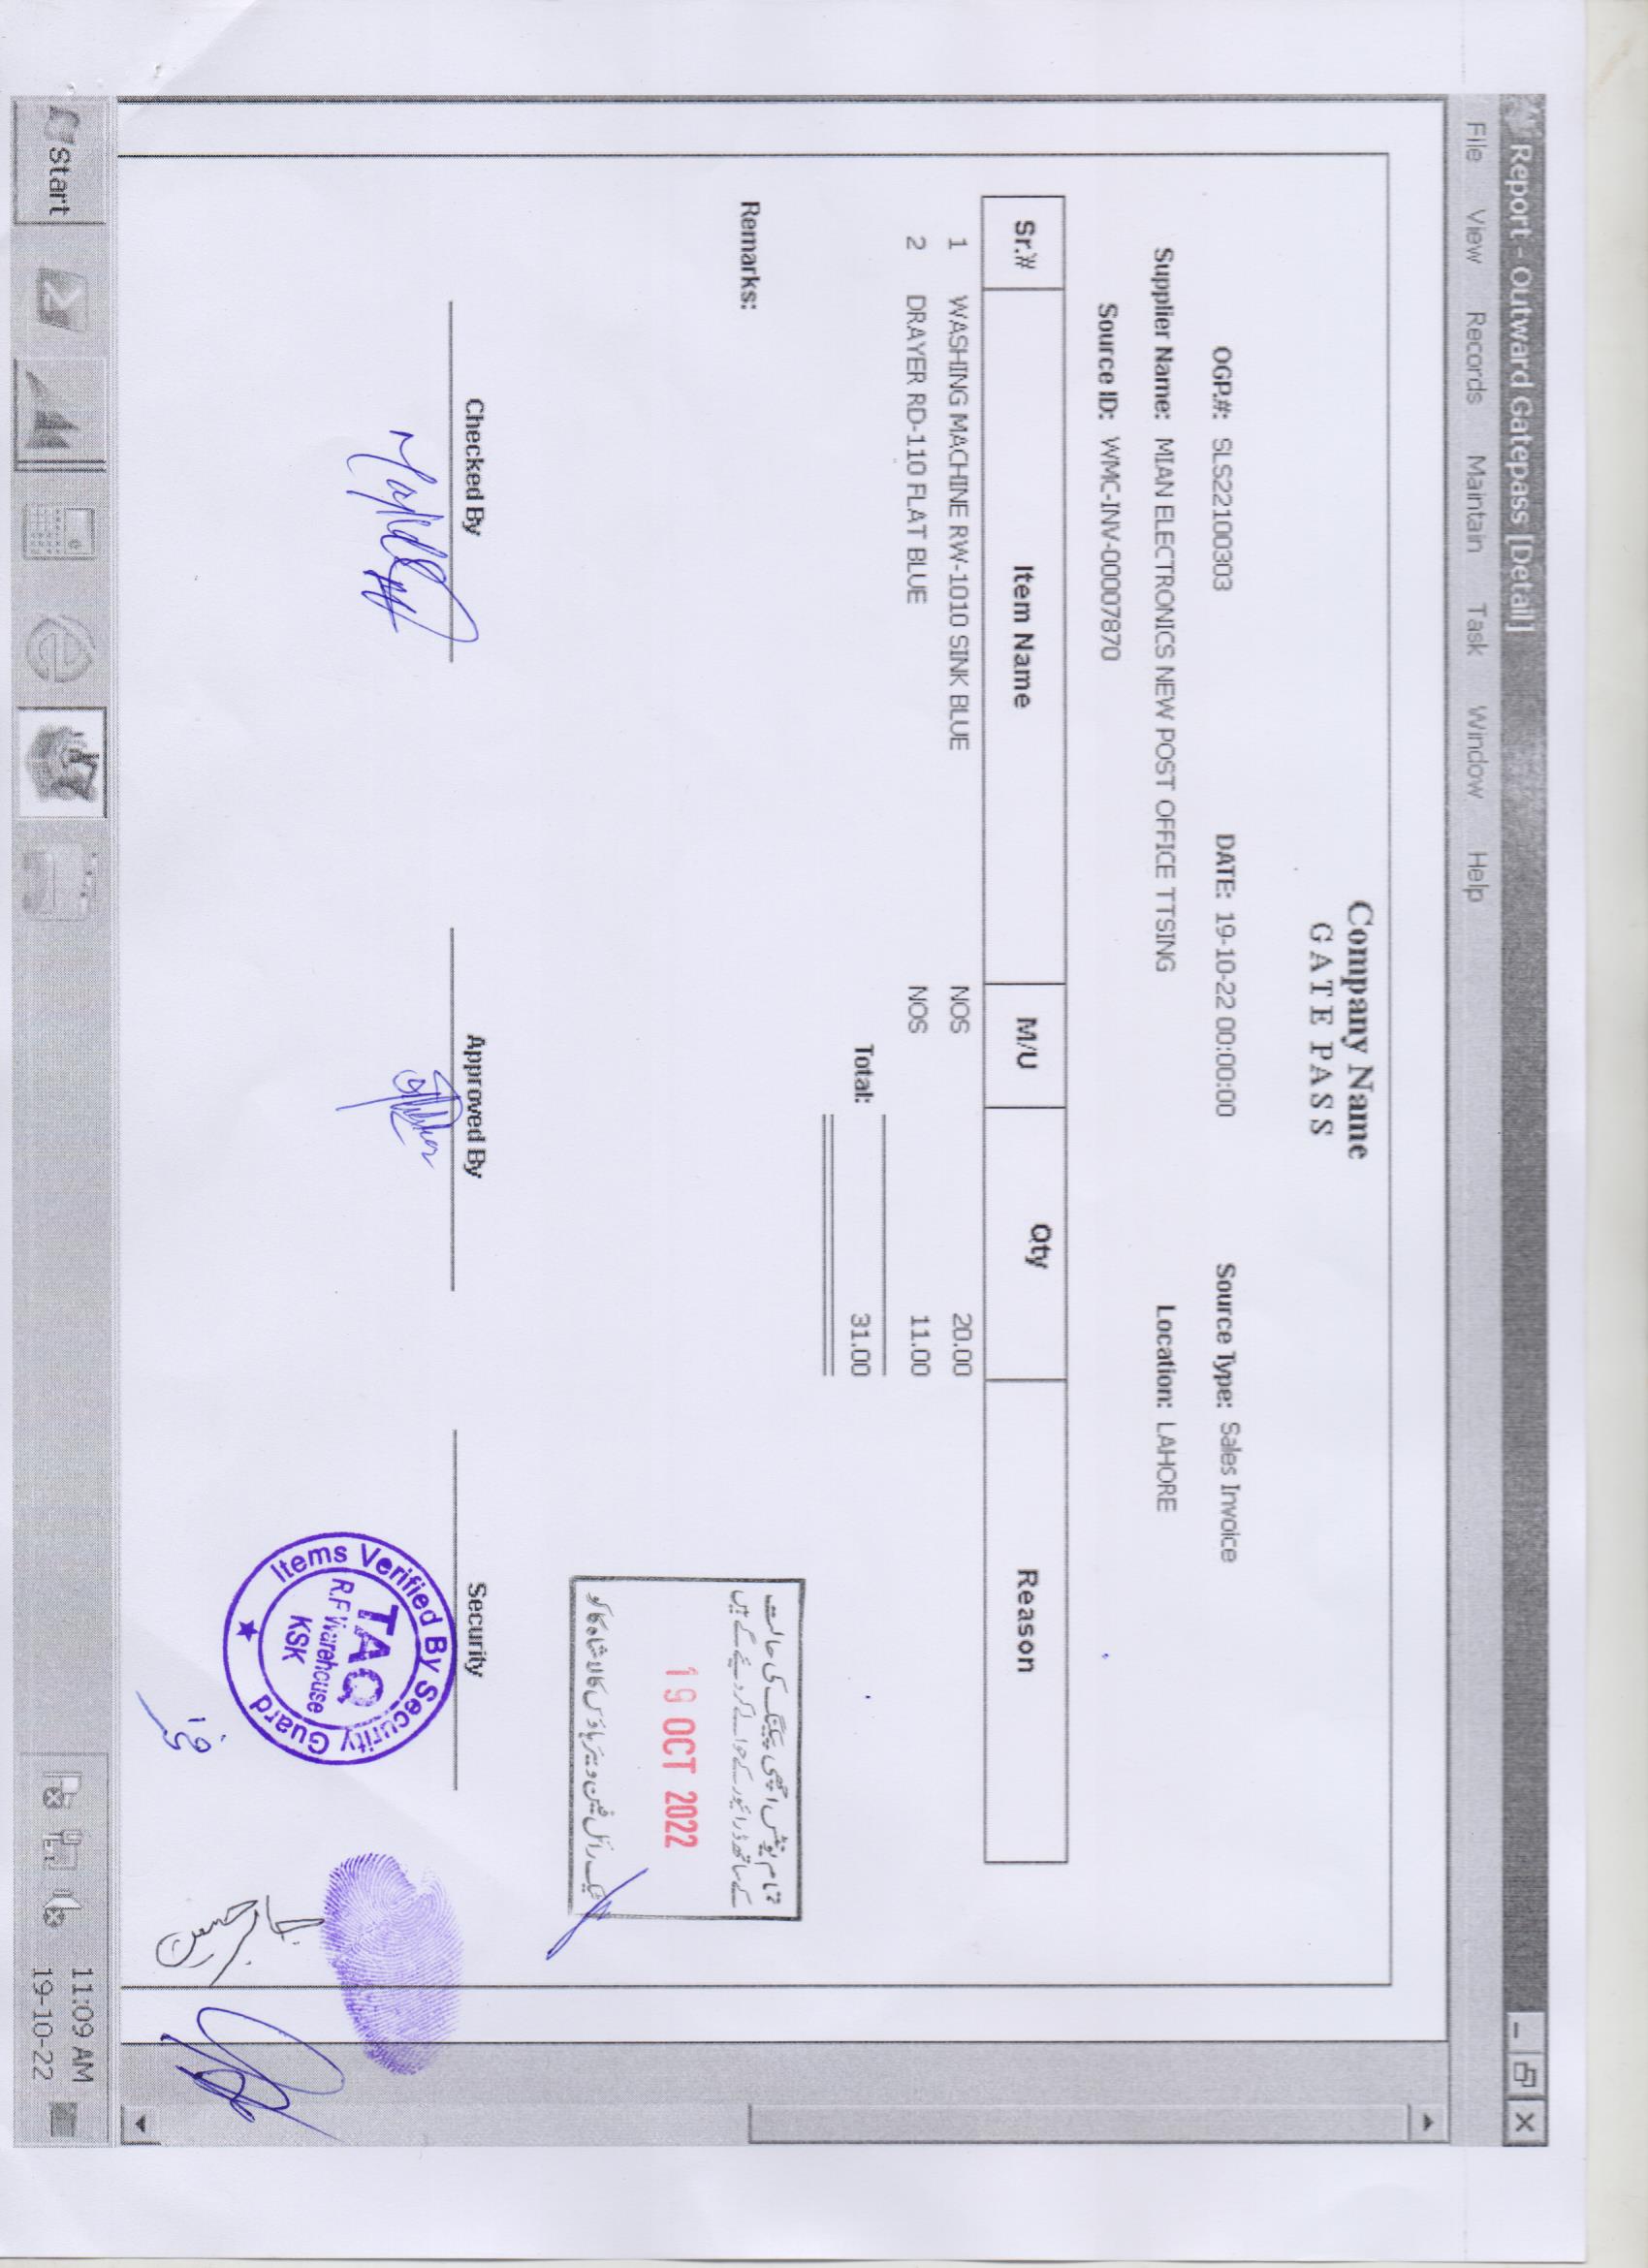 Report - Outward Gatepass [Detail]
File View Records Maintain Task Window Help
Company Name
GATE PASS
OGP.#: SLS22100303 DATE: 19-10-22 00:00:00 Source Type: Sales Invoice
Supplier Name: MIAN ELECTRONICS NEW POST OFFICE TTSING Location: LAHORE
Source ID: WMC-INV-00007870
Sr.# Item Name M/U Qty Reason
1 WASHING MACHINE RW-1010 SINK BLUE NOS 20.00
2 DRAYER RD-110 FLAT BLUE NOS 11.00
Total: 31.00
تمام یونٹس اچھی پیکنگ کی حالت
کے ساتھ ڈرائیور کے حوالے کر دیئے گے ہیں
19 OCT 2022
ٹیک رائل فین ویئر ہاؤس کالا شاہ کاکو
Remarks:
Checked By Approved By Security
Items Verified By Security Guard
TAQ
R.F Warehouse
KSK
Start
11:09 AM
19-10-22